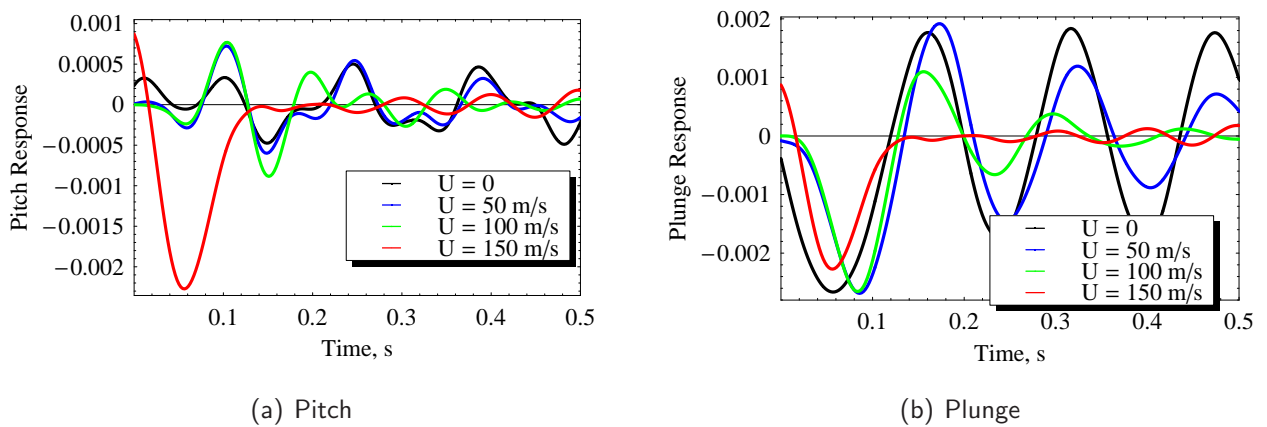 0.001
0.0005
0
−0.0005
−0.001
−0.0015
−0.002
Pitch Response
0.1 0.2 0.3 0.4 0.5
Time, s
U = 0
U = 50 m/s
U = 100 m/s
U = 150 m/s
(a) Pitch
0.002
0.001
0
−0.001
−0.002
Plunge Response
0.1 0.2 0.3 0.4 0.5
Time, s
U = 0
U = 50 m/s
U = 100 m/s
U = 150 m/s
(b) Plunge